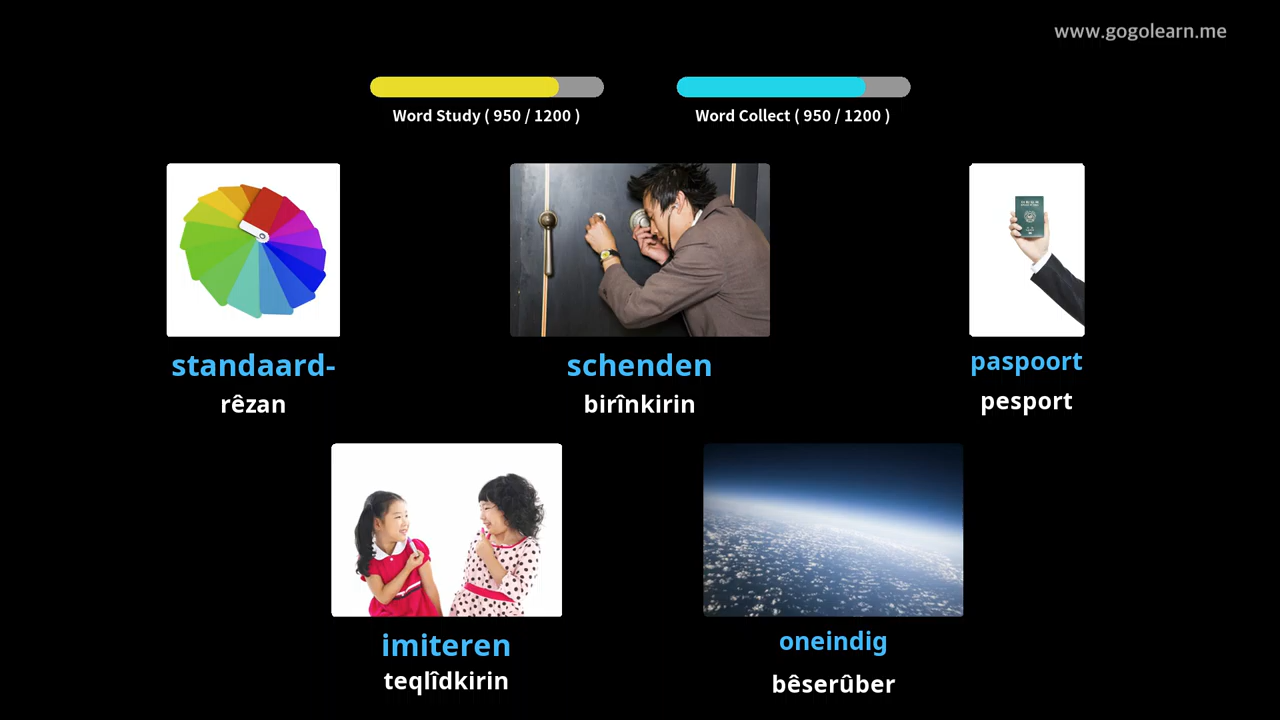 www.gogolearn.me
Word Study ( 950 / 1200 )
Word Collect ( 950 / 1200 )
standaard-
rêzan
schenden
birînkirin
paspoort
pesport
imiteren
teqlîdkirin
oneindig
bêserûber